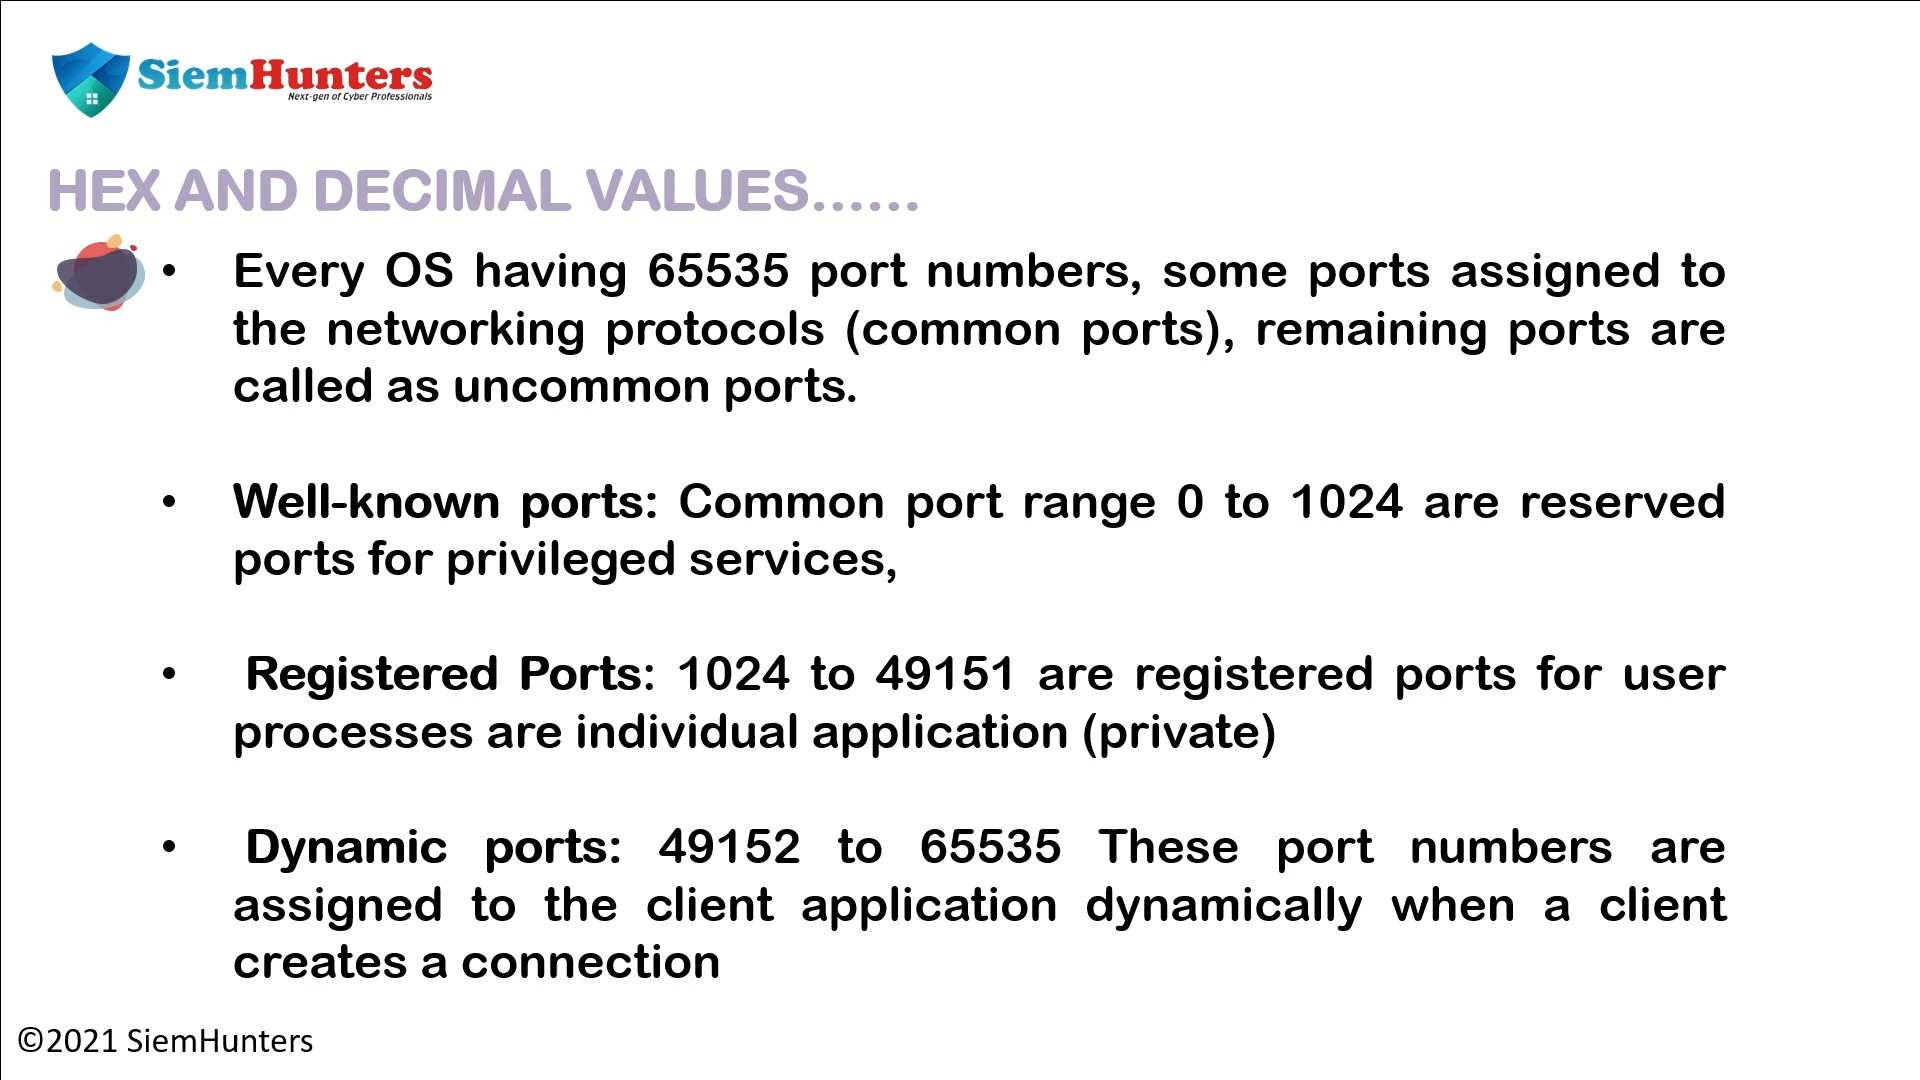 SiemHunters
Next-gen of Cyber Professionals
HEX AND DECIMAL VALUES......
• Every OS having 65535 port numbers, some ports assigned to
the networking protocols (common ports), remaining ports are
called as uncommon ports.
• Well-known ports: Common port range 0 to 1024 are reserved
ports for privileged services,
• Registered Ports: 1024 to 49151 are registered ports for user
processes are individual application (private)
• Dynamic ports: 49152 to 65535 These port numbers are
assigned to the client application dynamically when a client
creates a connection
©2021 SiemHunters